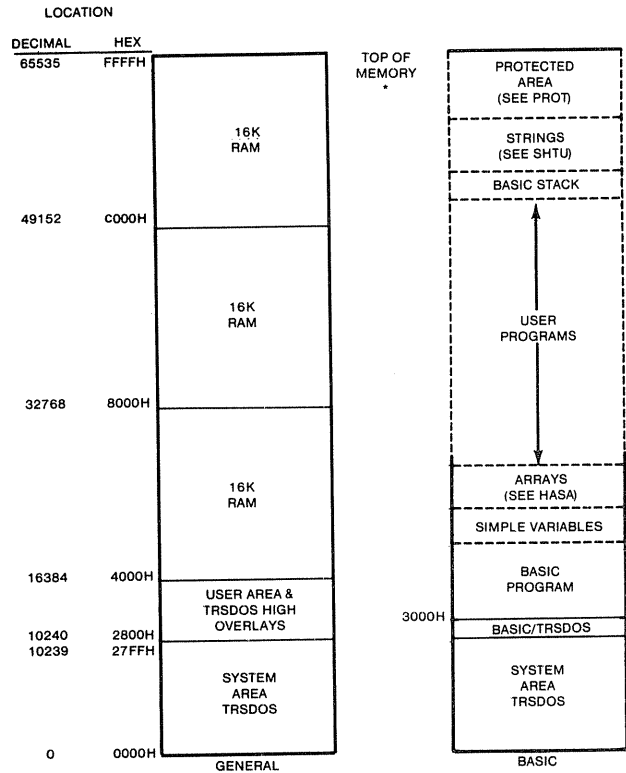 LOCATION
DECIMAL HEX
65535 FFFFH
16K
RAM
49152 C000H
16K
RAM
32768 8000H
16K
RAM
16384 4000H
USER AREA &
TRSDOS HIGH
OVERLAYS
10240 2800H
10239 27FFH
SYSTEM
AREA
TRSDOS
0 0000H
GENERAL
TOP OF
MEMORY
*
PROTECTED
AREA
(SEE PROT)
STRINGS
(SEE SHTU)
BASIC STACK
USER
PROGRAMS
ARRAYS
(SEE HASA)
SIMPLE VARIABLES
BASIC
PROGRAM
3000H
BASIC/TRSDOS
SYSTEM
AREA
TRSDOS
BASIC